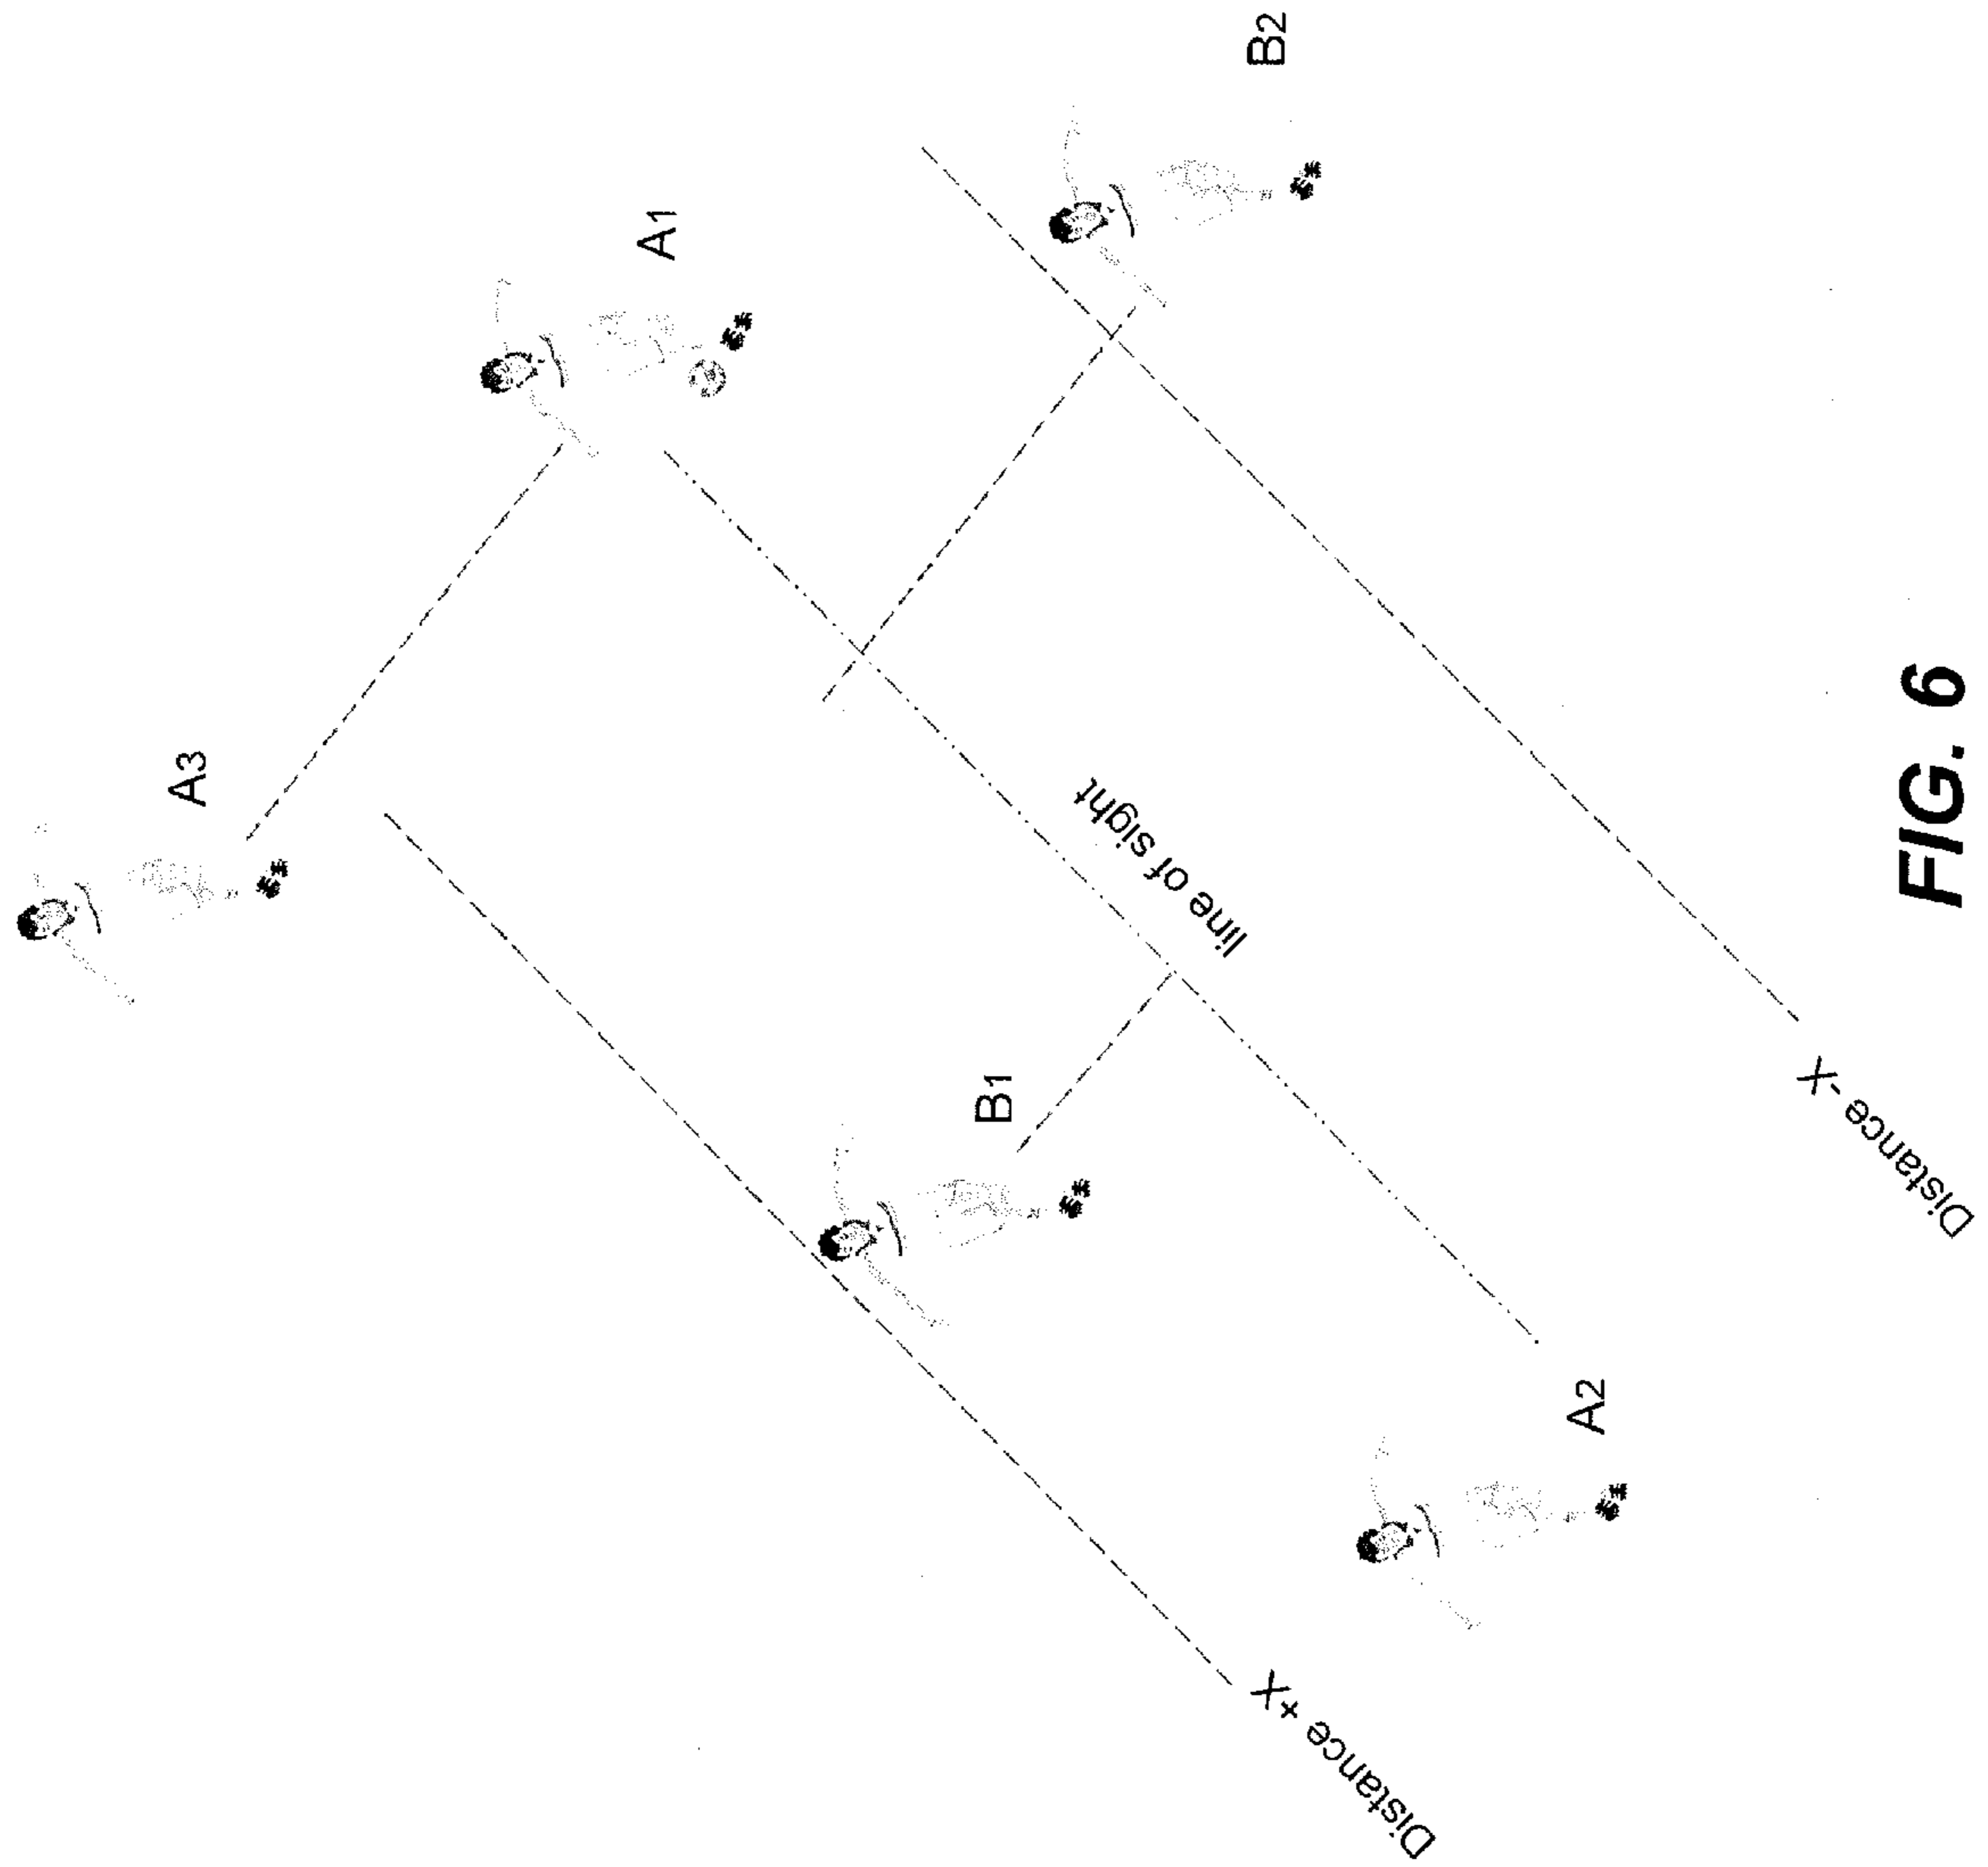 A3
A1
B2
B1
A2
line of sight
Distance +X
Distance -X
FIG. 6